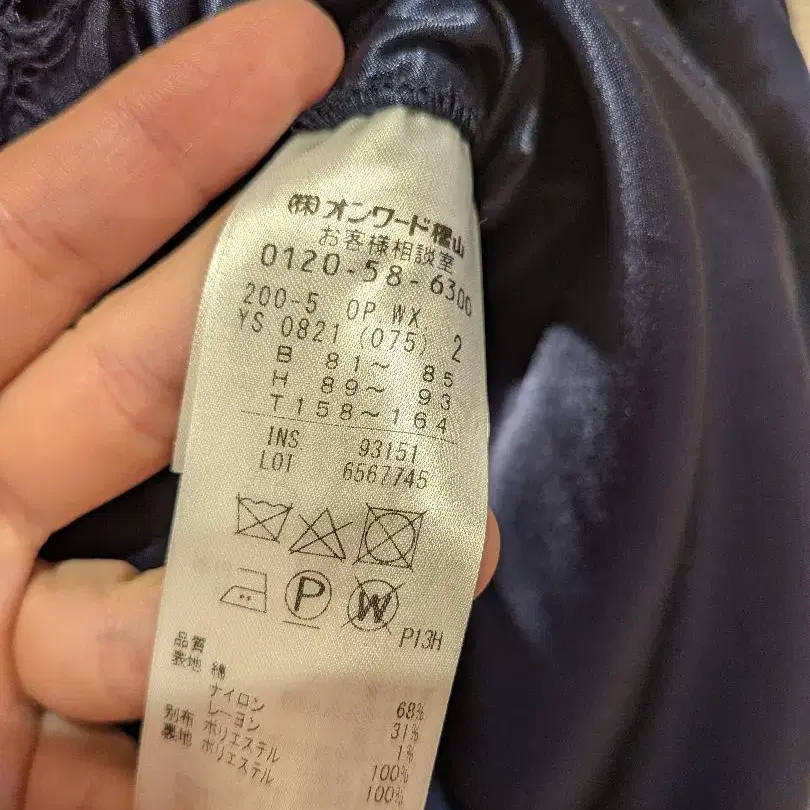 (株)オンワード樫山
お客様相談室
0120-58-6300
200-5 OP WX. 2
YS 0821 (075)
B 81～ 85
H 89～ 93
T 158～164
INS 93151
LOT 6567745
P
W
P13H
品質
表地 綿 68%
ナイロン 31%
レーヨン 1%
別布 ポリエステル 100%
裏地 ポリエステル 100%